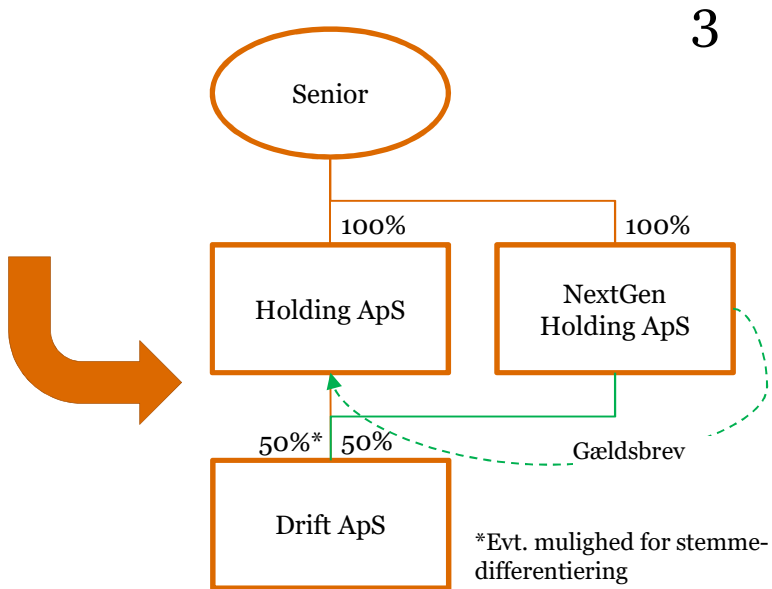 3
Senior
100%
100%
Holding ApS
NextGen
Holding ApS
50%*
50%
Gældsbrev
Drift ApS
*Evt. mulighed for stemme-
differentiering